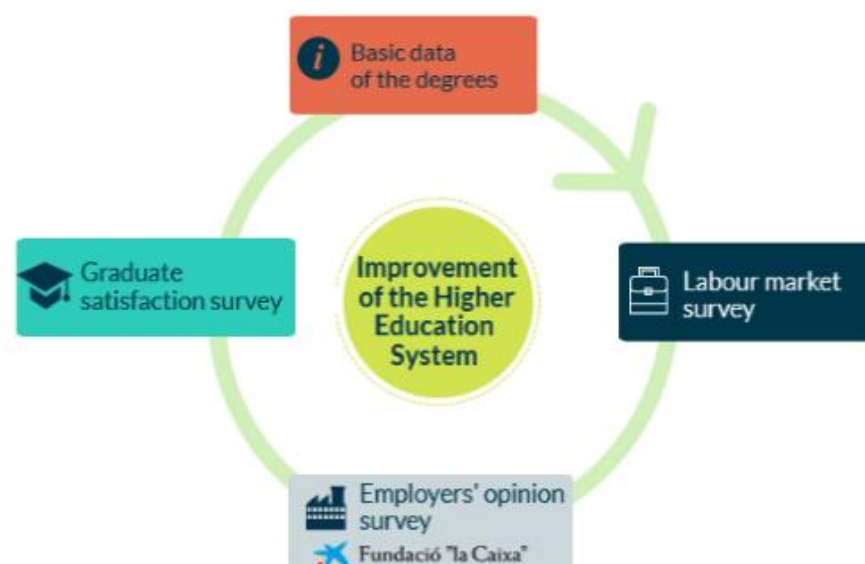 i
Basic data
of the degrees
Graduate
satisfaction survey
Improvement
of the Higher
Education
System
Labour market
survey
Employers' opinion
survey
Fundació "la Caixa"